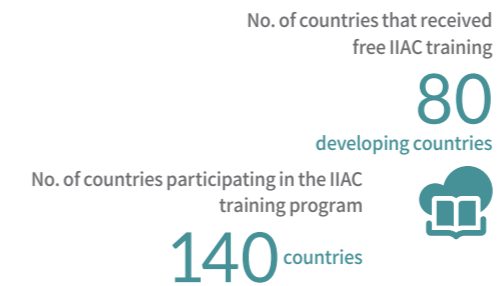 No. of countries that received
free IIAC training
80
developing countries
No. of countries participating in the IIAC
training program
140 countries